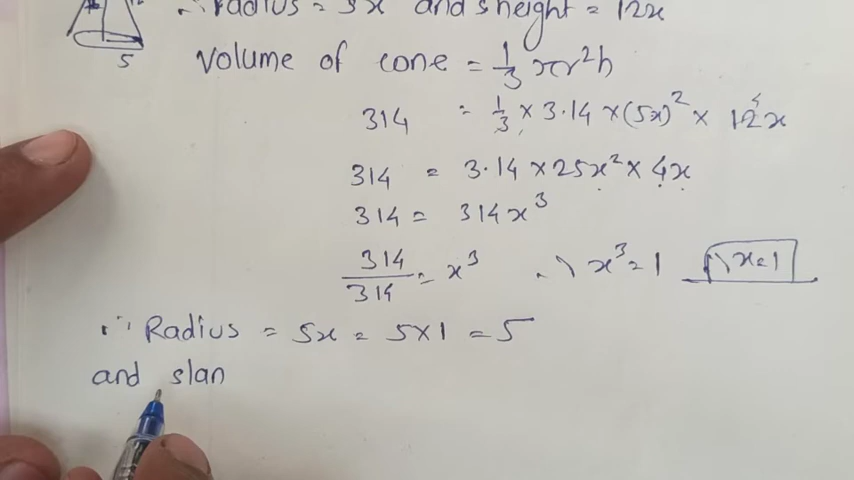 ∴ radius = 5x and sheight = 12x
5
Volume of cone = 1/3 πr²h
314 = 1/3 × 3.14 × (5x)² × 12x 4
314 = 3.14 × 25x² × 4x
314 = 314x³
314/314 = x³ ∴ x³ = 1 ∴ x=1
∴ Radius = 5x = 5×1 = 5
and slan